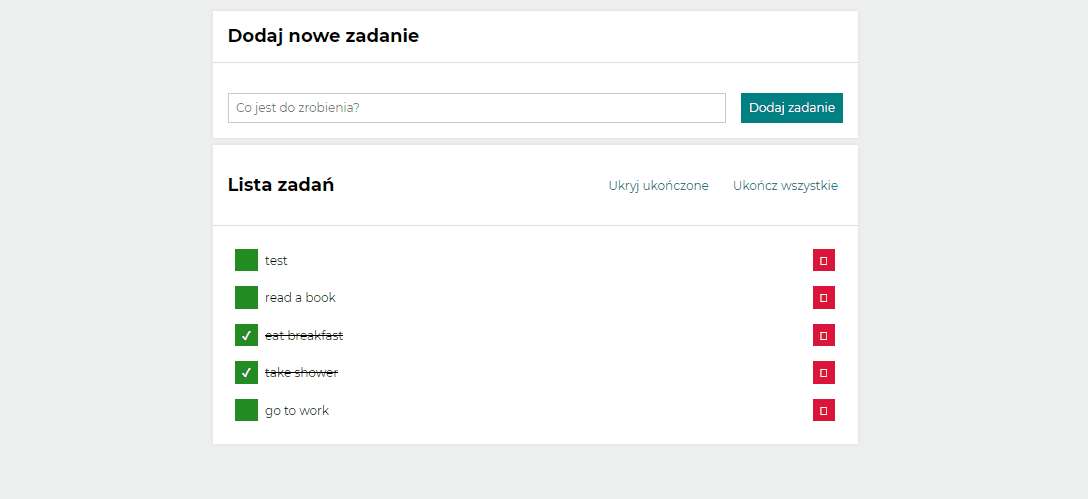 Dodaj nowe zadanie
Co jest do zrobienia? Dodaj zadanie
Lista zadań Ukryj ukończone Ukończ wszystkie
test
read a book
✓ eat breakfast
✓ take shower
go to work